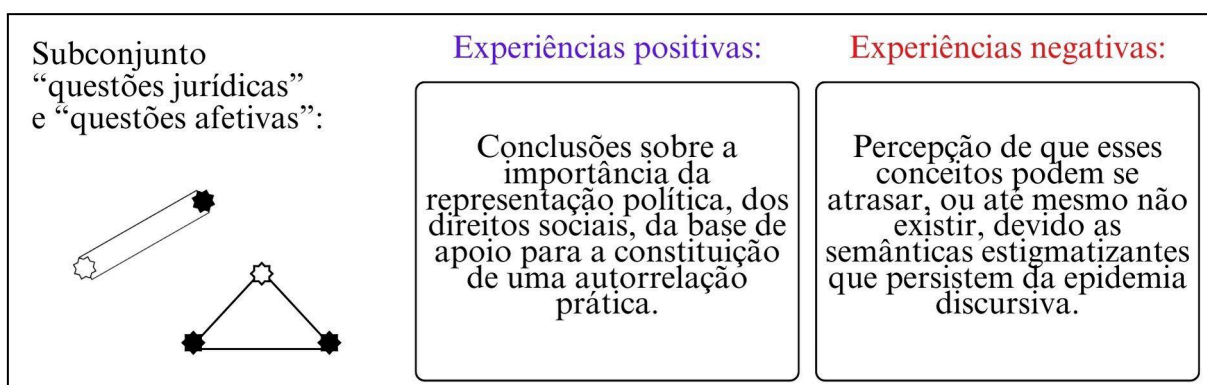 Subconjunto
“questões jurídicas”
e “questões afetivas”:
Experiências positivas:
Conclusões sobre a
importância da
representação política, dos
direitos sociais, da base de
apoio para a constituição
de uma autorrelação
prática.
Experiências negativas:
Percepção de que esses
conceitos podem se
atrasar, ou até mesmo não
existir, devido as
semânticas estigmatizantes
que persistem da epidemia
discursiva.